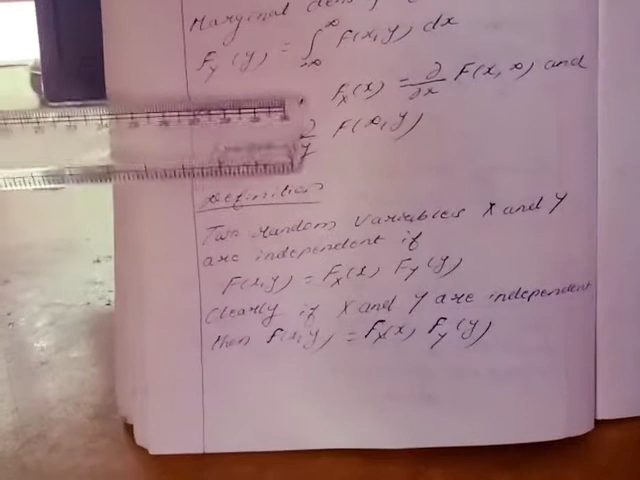 Marginal density
F_Y(y) = ∫_{-∞}^{∞} F(x,y) dx
F_X(x) = ∂/∂x F(x,∞) and
F(∞,y)
Definition
Two random variables X and Y
are independent if
F(x,y) = F_X(x) F_Y(y)
Clearly if X and Y are independent
then F(x,y) = F_X(x) F_Y(y)